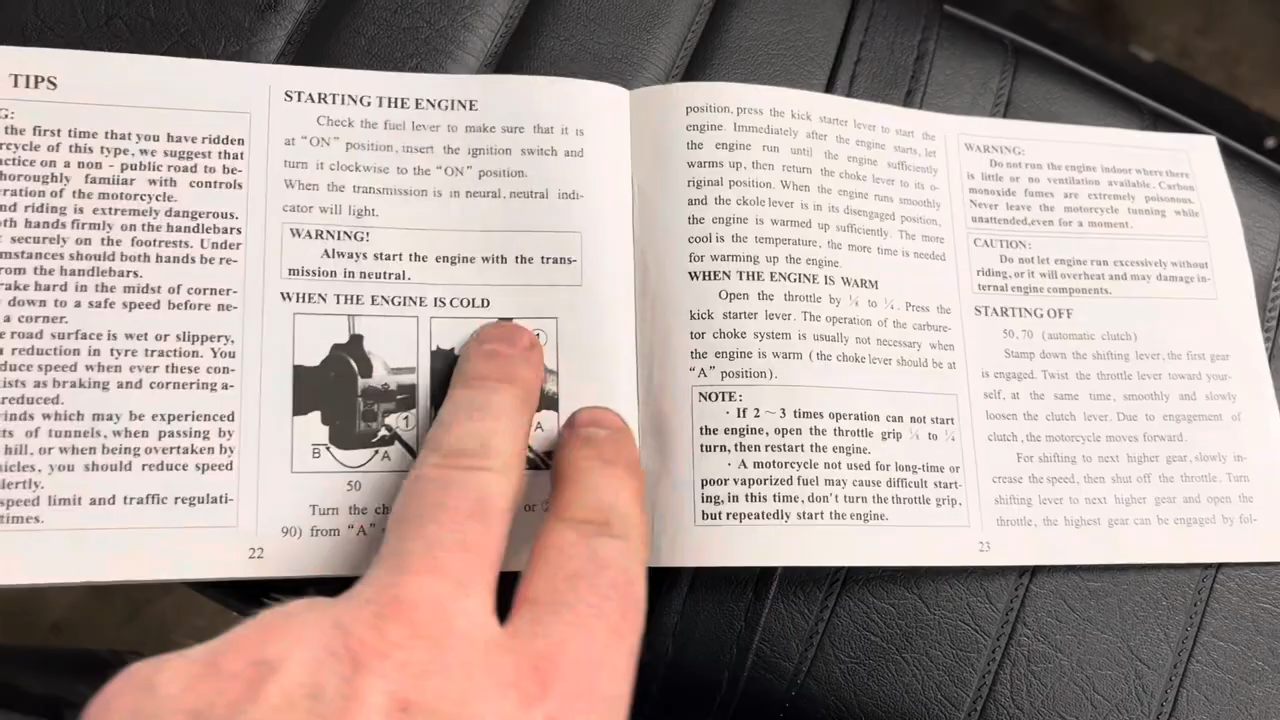 TIPS
G:
the first time that you have ridden
rcycle of this type, we suggest that
actice on a non - public road to be-
horoughly famiiar with controls
eration of the motorcycle.
nd riding is extremely dangerous.
oth hands firmly on the handlebars
t securely on the footrests. Under
mstances should both hands be re-
rom the handlebars.
rake hard in the midst of corner-
down to a safe speed before ne-
a corner.
e road surface is wet or slippery,
a reduction in tyre traction. You
duce speed when ever these con-
ists as braking and cornering a-
reduced.
inds which may be experienced
ts of tunnels, when passing by
hill, or when being overtaken by
icles, you should reduce speed
lertly.
speed limit and traffic regulati-
times.
STARTING THE ENGINE
Check the fuel lever to make sure that it is
at "ON" position, insert the ignition switch and
turn it clockwise to the "ON" position.
When the transmission is in neural, neutral indi-
cator will light.
WARNING!
Always start the engine with the trans-
mission in neutral.
WHEN THE ENGINE IS COLD
1
B A
1
A
50
Turn the ch or
90) from "A"
22
position, press the kick starter lever to start the
engine. Immediately after the engine starts, let
the engine run until the engine sufficiently
warms up, then return the choke lever to its o-
riginal position. When the engine runs smoothly
and the ckole lever is in its disengaged position,
the engine is warmed up sufficiently. The more
cool is the temperature, the more time is needed
for warming up the engine.
WHEN THE ENGINE IS WARM
Open the throttle by ⅛ to ¼. Press the
kick starter lever. The operation of the carbure-
tor choke system is usually not necessary when
the engine is warm (the choke lever should be at
"A" position).
NOTE:
· If 2～3 times operation can not start
the engine, open the throttle grip ⅛ to ¼
turn, then restart the engine.
· A motorcycle not used for long-time or
poor vaporized fuel may cause difficult start-
ing, in this time, don't turn the throttle grip,
but repeatedly start the engine.
WARNING:
Do not run the engine indoor where there
is little or no ventilation available. Carbon
monoxide fumes are extremely poisonous.
Never leave the motorcycle tunning while
unattended,even for a moment.
CAUTION:
Do not let engine run excessively without
riding, or it will overheat and may damage in-
ternal engine components.
STARTING OFF
50, 70 (automatic clutch)
Stamp down the shifting lever, the first gear
is engaged. Twist the throttle lever toward your-
self, at the same time, smoothly and slowly
loosen the clutch lever. Due to engagement of
clutch, the motorcycle moves forward.
For shifting to next higher gear, slowly in-
crease the speed, then shut off the throttle. Turn
shifting lever to next higher gear and open the
throttle, the highest gear can be engaged by fol-
23